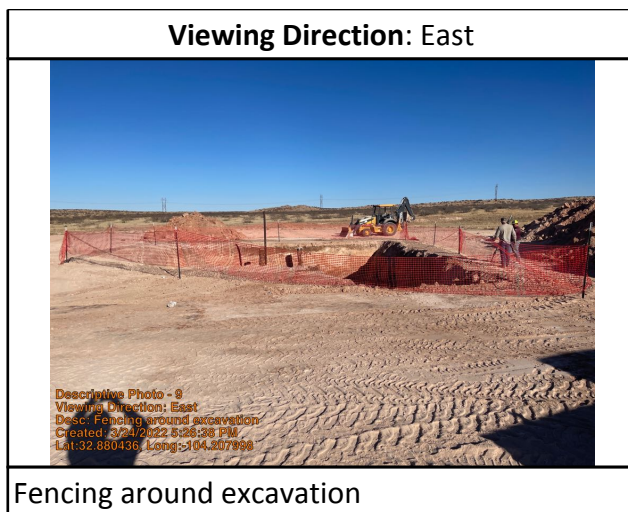 Viewing Direction: East
Descriptive Photo - 9
Viewing Direction: East
Desc: Fencing around excavation
Created: 3/24/2022 5:28:38 PM
Lat:32.880436, Long:-104.207998
Fencing around excavation